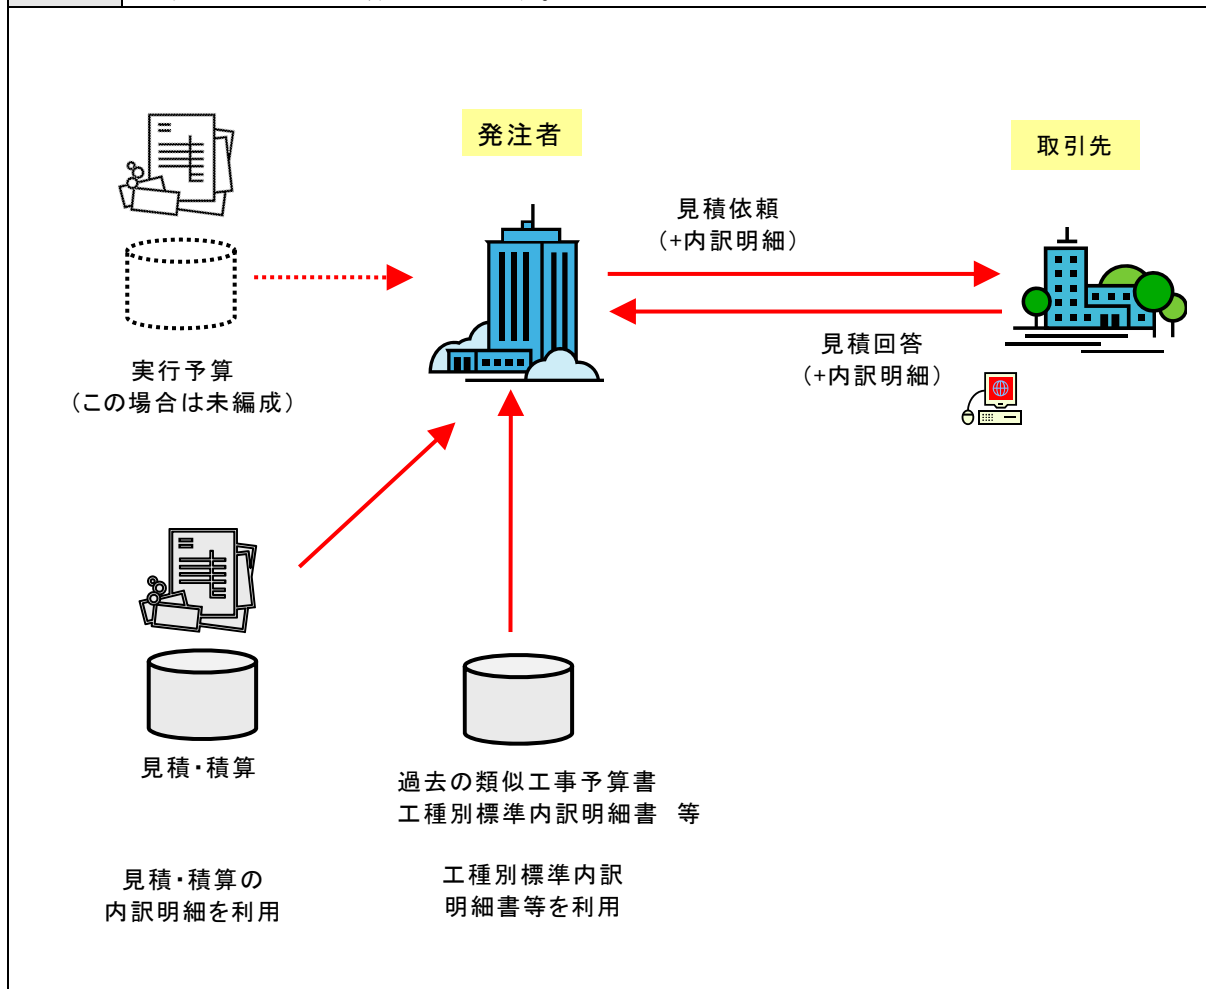 発注者
取引先
見積依頼
(+内訳明細)
見積回答
(+内訳明細)
実行予算
(この場合は未編成)
見積・積算
過去の類似工事予算書
工種別標準内訳明細書 等
見積・積算の
内訳明細を利用
工種別標準内訳
明細書等を利用